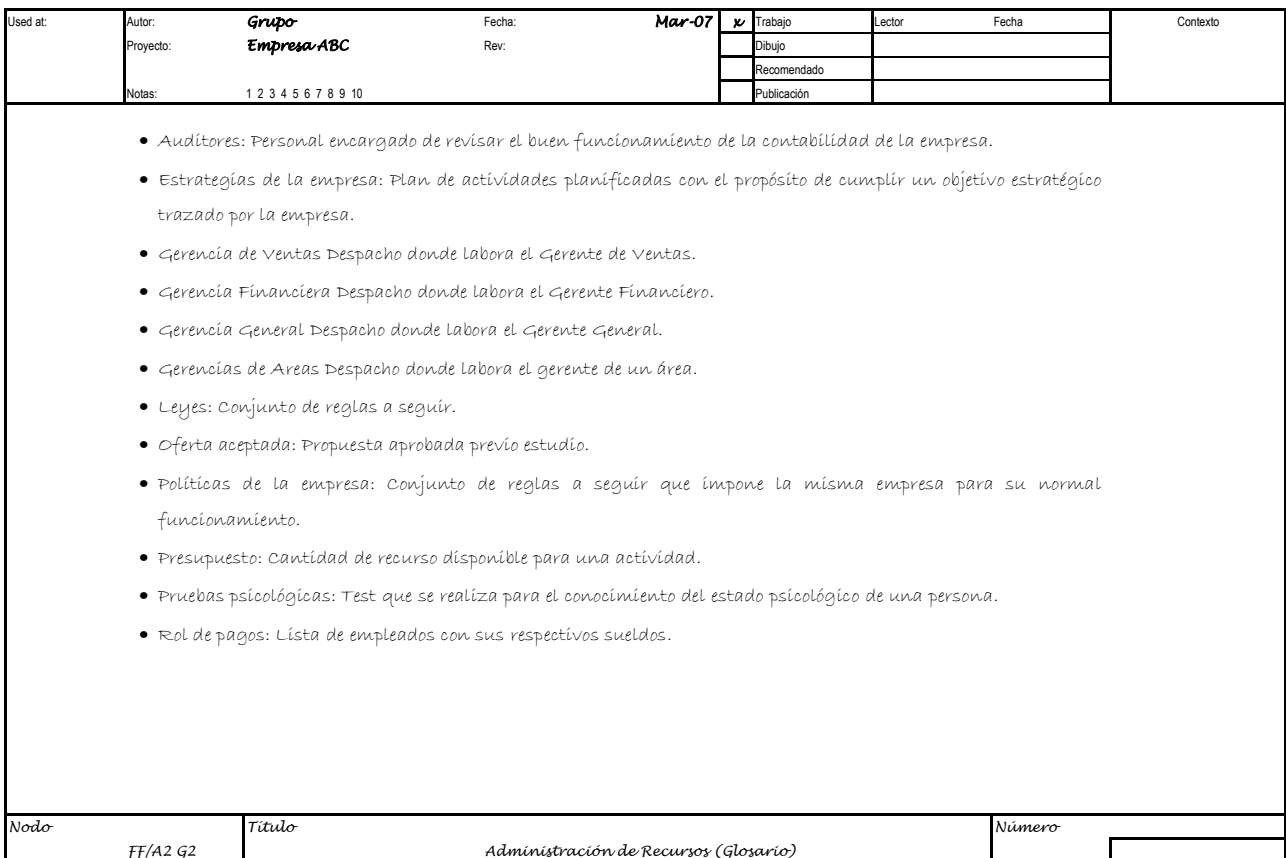 Used at: Autor: Grupo Fecha: Mar-07 x Trabajo Lector Fecha Contexto
Proyecto: Empresa ABC Rev: Dibujo
Recomendado
Notas: 1 2 3 4 5 6 7 8 9 10 Publicación
• Auditores: Personal encargado de revisar el buen funcionamiento de la contabilidad de la empresa.
• Estrategias de la empresa: Plan de actividades planificadas con el propósito de cumplir un objetivo estratégico
trazado por la empresa.
• Gerencia de Ventas Despacho donde labora el Gerente de Ventas.
• Gerencia Financiera Despacho donde labora el Gerente Financiero.
• Gerencia General Despacho donde labora el Gerente General.
• Gerencias de Areas Despacho donde labora el gerente de un área.
• Leyes: Conjunto de reglas a seguir.
• Oferta aceptada: Propuesta aprobada previo estudio.
• Políticas de la empresa: Conjunto de reglas a seguir que impone la misma empresa para su normal
funcionamiento.
• Presupuesto: Cantidad de recurso disponible para una actividad.
• Pruebas psicológicas: Test que se realiza para el conocimiento del estado psicológico de una persona.
• Rol de pagos: Lista de empleados con sus respectivos sueldos.
Nodo Título Número
FF/A2 G2 Administración de Recursos (Glosario)